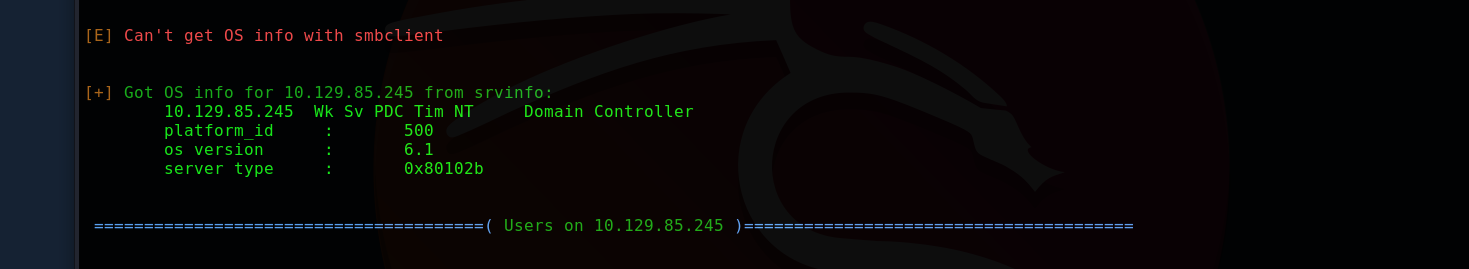 [E] Can't get OS info with smbclient
[+] Got OS info for 10.129.85.245 from srvinfo:
10.129.85.245  Wk Sv PDC Tim NT     Domain Controller
platform_id     :       500
os version      :       6.1
server type     :       0x80102b
=======================================( Users on 10.129.85.245 )=======================================